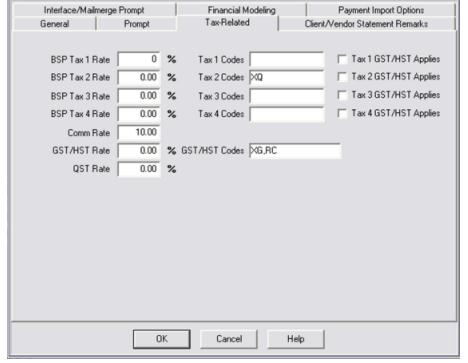 Interface/Mailmerge Prompt Financial Modeling Payment Import Options
General Prompt Tax-Related Client/Vendor Statement Remarks
BSP Tax 1 Rate 0 % Tax 1 Codes Tax 1 GST/HST Applies
BSP Tax 2 Rate 0.00 % Tax 2 Codes XQ Tax 2 GST/HST Applies
BSP Tax 3 Rate 0.00 % Tax 3 Codes Tax 3 GST/HST Applies
BSP Tax 4 Rate 0.00 % Tax 4 Codes Tax 4 GST/HST Applies
Comm Rate 10.00
GST/HST Rate 0.00 % GST/HST Codes XG,RC
QST Rate 0.00 %
OK Cancel Help